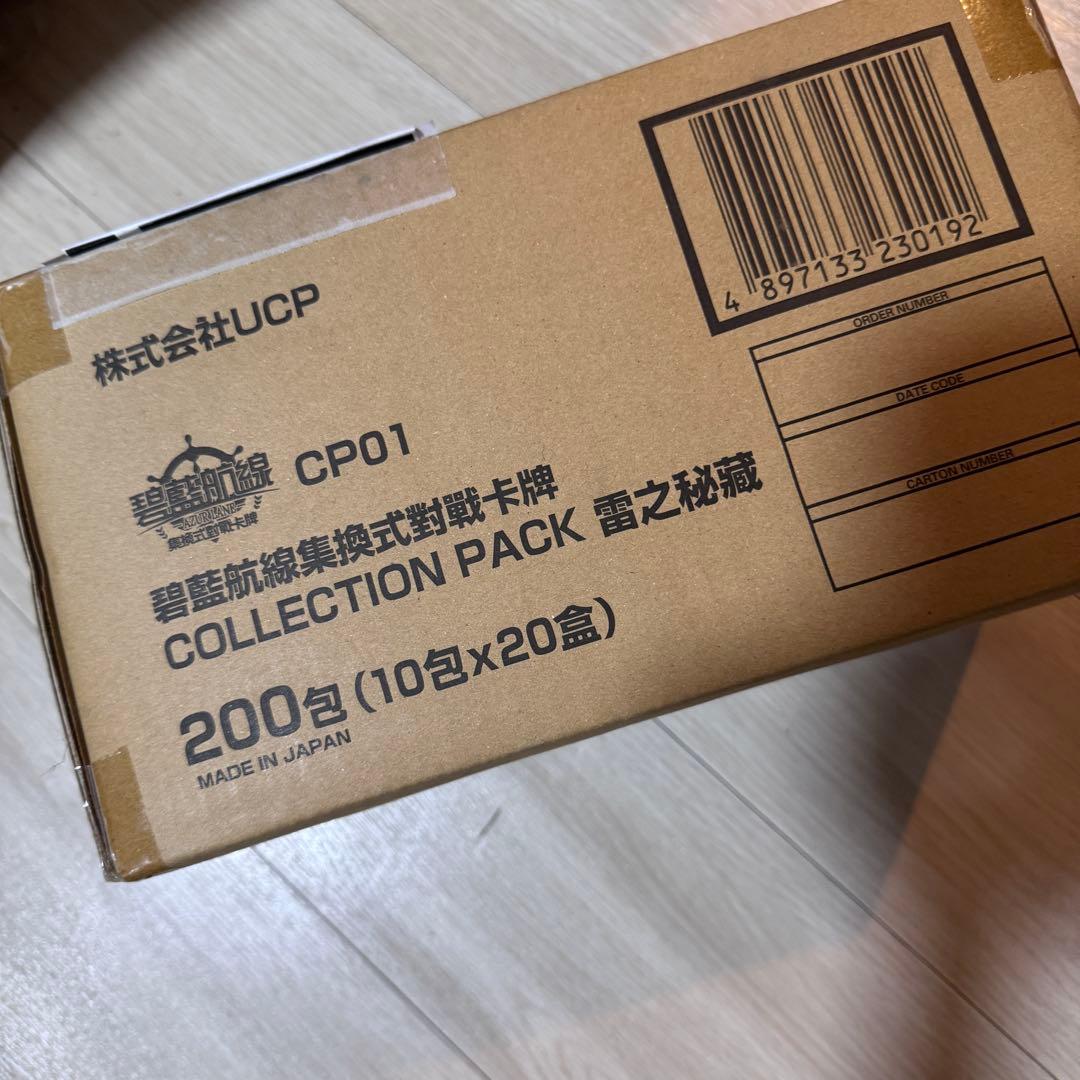 株式会社UCP
4 897133 230192
ORDER NUMBER
DATE CODE
CARTON NUMBER
碧藍航線
AZUR LANE
集換式對戰卡牌
CP01
碧藍航線集換式對戰卡牌
COLLECTION PACK 雷之秘藏
200包(10包x20盒)
MADE IN JAPAN